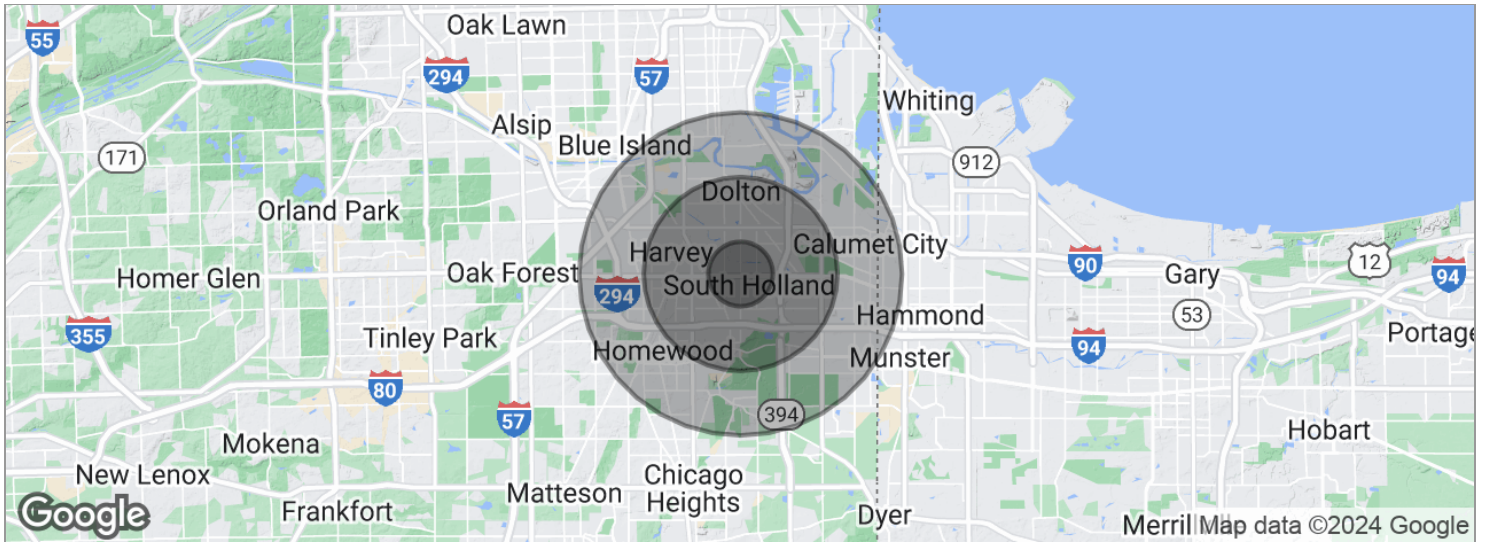 Oak Lawn
55
294
57
Whiting
Alsip
Blue Island
171
912
Dolton
Orland Park
Harvey
Calumet City
Homer Glen
Oak Forest
90
12
Gary
94
South Holland
294
Hammond
53
355
Tinley Park
Homewood
Munster
94
Portage
80
57
394
Mokena
Hobart
New Lenox
Chicago
Heights
Matteson
Frankfort
Dyer
Google
Merril
Map data ©2024 Google